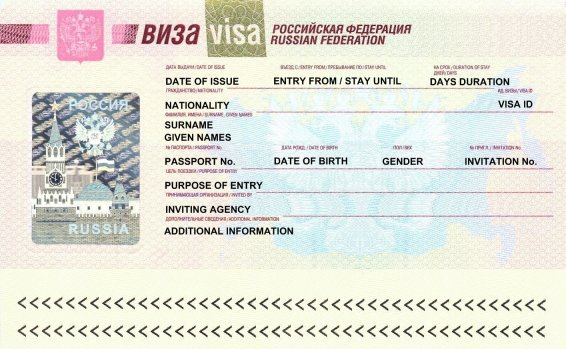 ВИЗА visa РОССИЙСКАЯ ФЕДЕРАЦИЯ
RUSSIAN FEDERATION
ДАТА ВЫДАЧИ/DATE OF ISSUE ВЪЕЗД С/ENTRY FROM/ПРЕБЫВАНИЕ ПО/STAY UNTIL НА СРОК/DURATION OF STAY
ДНЕЙ/DAYS
DATE OF ISSUE ENTRY FROM / STAY UNTIL DAYS DURATION
ГРАЖДАНСТВО/NATIONALITY ИД. ВИЗЫ/VISA ID
NATIONALITY VISA ID
ФАМИЛИЯ, ИМЕНА/SURNAME, GIVEN NAMES
SURNAME
GIVEN NAMES
№ ПАСПОРТА/PASSPORT No. ДАТА РОЖД./DATE OF BIRTH ПОЛ/SEX № ПРИГЛ./INVITATION No.
PASSPORT No. DATE OF BIRTH GENDER INVITATION No.
ЦЕЛЬ ПОЕЗДКИ/PURPOSE OF ENTRY
PURPOSE OF ENTRY
ПРИНИМАЮЩАЯ ОРГАНИЗАЦИЯ/INVITED BY
INVITING AGENCY
ДОПОЛНИТЕЛЬНЫЕ СВЕДЕНИЯ/ADDITIONAL INFORMATION
ADDITIONAL INFORMATION
РОССИЯ
RUSSIA
<<<<<<<<<<<<<<<<<<<<<<<<<<<<<<<<<<<<<<<<<<<<
<<<<<<<<<<<<<<<<<<<<<<<<<<<<<<<<<<<<<<<<<<<<